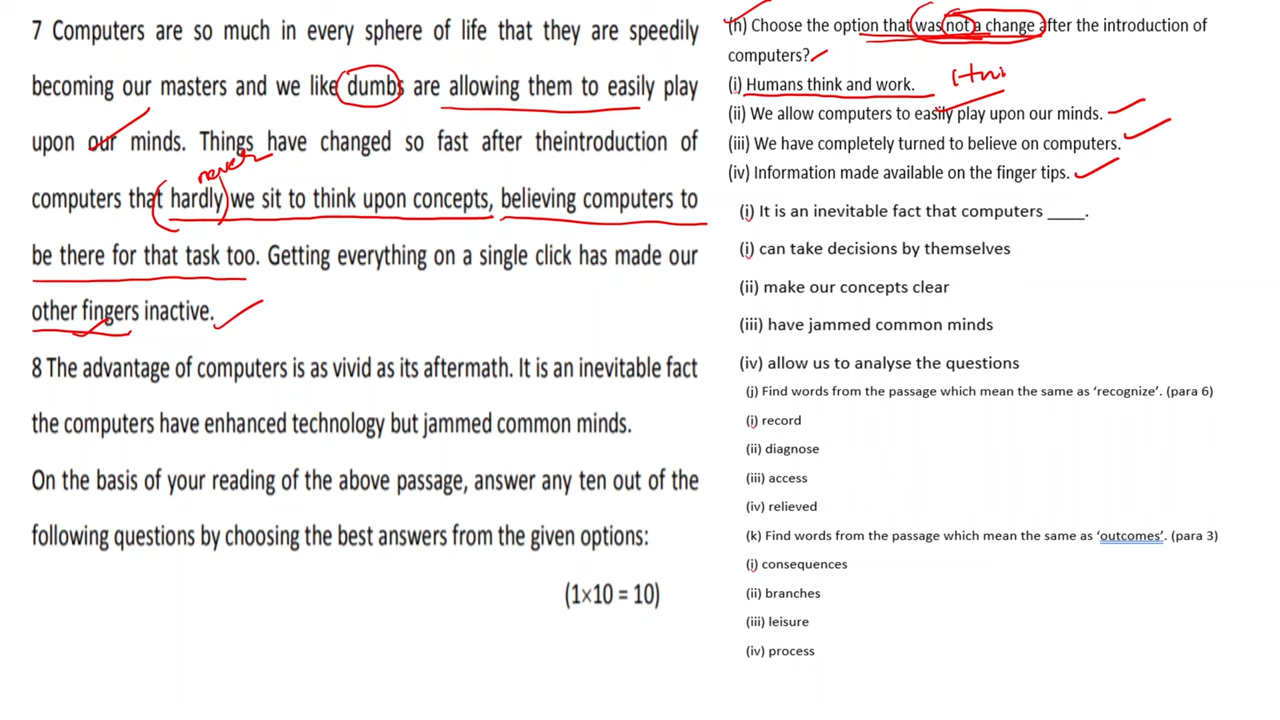 7 Computers are so much in every sphere of life that they are speedily
becoming our masters and we like dumbs are allowing them to easily play
upon our minds. Things have changed so fast after theintroduction of
never
computers that hardly we sit to think upon concepts, believing computers to
be there for that task too. Getting everything on a single click has made our
other fingers inactive.
8 The advantage of computers is as vivid as its aftermath. It is an inevitable fact
the computers have enhanced technology but jammed common minds.
On the basis of your reading of the above passage, answer any ten out of the
following questions by choosing the best answers from the given options:
(1×10 = 10)
(h) Choose the option that was not a change after the introduction of
computers?
(i) Humans think and work.
(ii) We allow computers to easily play upon our minds.
(iii) We have completely turned to believe on computers.
(iv) Information made available on the finger tips.
(i) It is an inevitable fact that computers ____.
(i) can take decisions by themselves
(ii) make our concepts clear
(iii) have jammed common minds
(iv) allow us to analyse the questions
(j) Find words from the passage which mean the same as ‘recognize’. (para 6)
(i) record
(ii) diagnose
(iii) access
(iv) relieved
(k) Find words from the passage which mean the same as ‘outcomes’. (para 3)
(i) consequences
(ii) branches
(iii) leisure
(iv) process